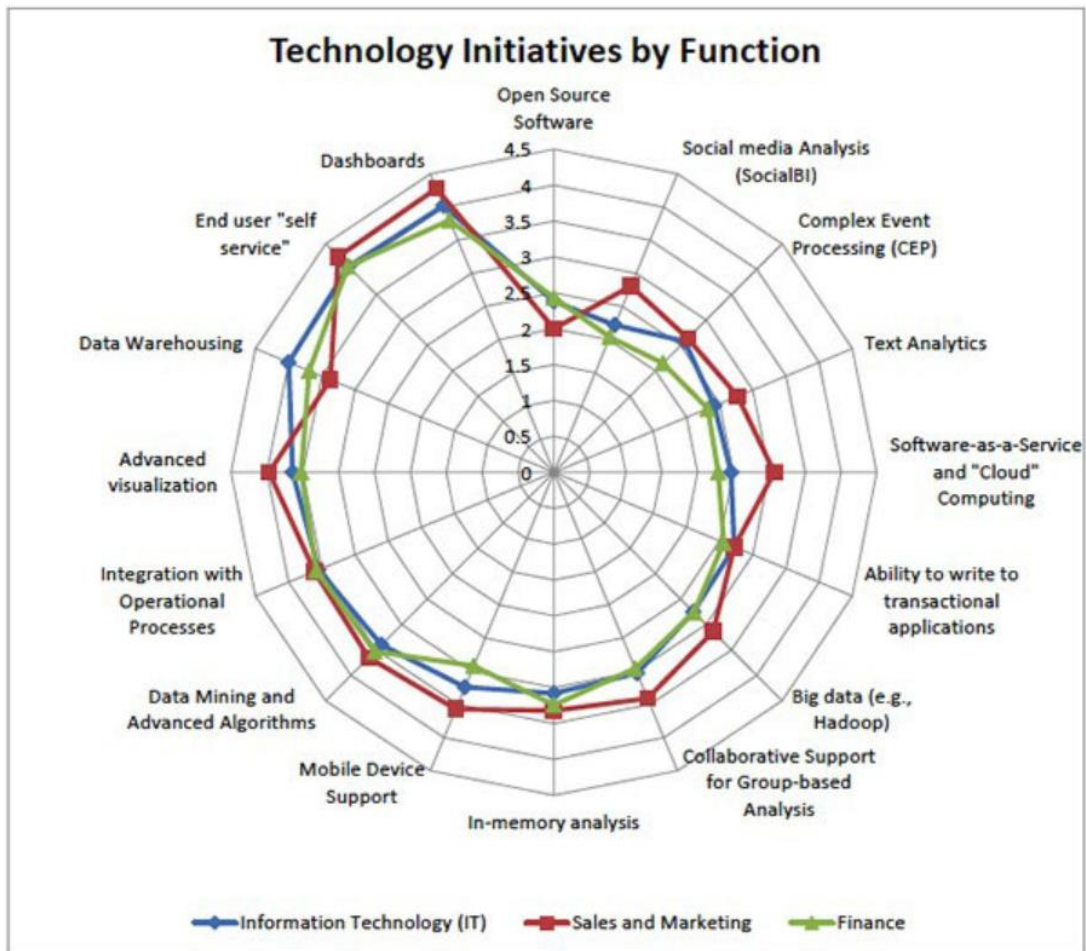 Technology Initiatives by Function
Open Source
Software
Social media Analysis
(SocialBI)
Complex Event
Processing (CEP)
Text Analytics
Software-as-a-Service
and "Cloud"
Computing
Ability to write to
transactional
applications
Big data (e.g.,
Hadoop)
Collaborative Support
for Group-based
Analysis
In-memory analysis
Mobile Device
Support
Data Mining and
Advanced Algorithms
Integration with
Operational
Processes
Advanced
visualization
Data Warehousing
End user "self
service"
Dashboards
4.5
4
3.5
3
2.5
2
1.5
1
0.5
0
Information Technology (IT)
Sales and Marketing
Finance